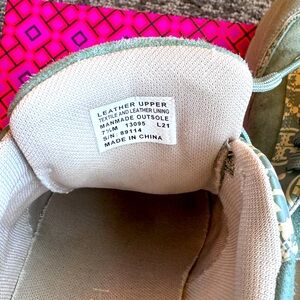 LEATHER UPPER
TEXTILE AND LEATHER LINING
MANMADE OUTSOLE
7½M 13095 L21
S/N: 89114
MADE IN CHINA